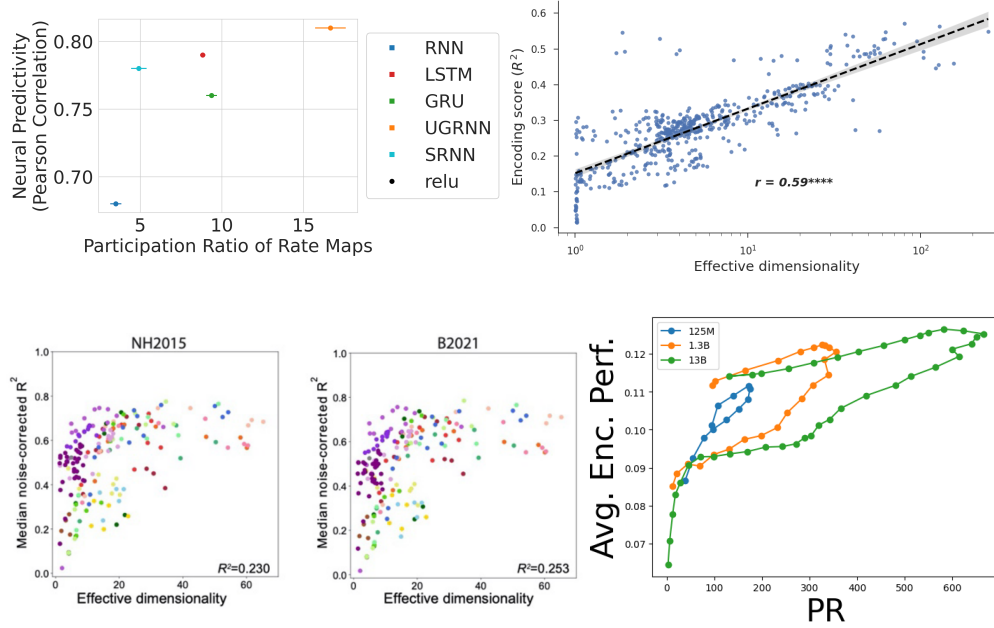 Neural Predictivity
(Pearson Correlation)
0.80
0.75
0.70
5
10
15
Participation Ratio of Rate Maps
RNN
LSTM
GRU
UGRNN
SRNN
relu
Encoding score (R²)
0.6
0.5
0.4
0.3
0.2
0.1
0.0
r = 0.59****
10⁰
10¹
10²
Effective dimensionality
NH2015
Median noise-corrected R²
1.0
0.8
0.6
0.4
0.2
0.0
R²=0.230
0
10
20
30
40
50
60
Effective dimensionality
B2021
Median noise-corrected R²
1.0
0.8
0.6
0.4
0.2
0.0
R²=0.253
0
10
20
30
40
50
60
Effective dimensionality
Avg. Enc. Perf.
0.12
0.11
0.10
0.09
0.08
0.07
125M
1.3B
13B
0
100
200
300
400
500
600
PR